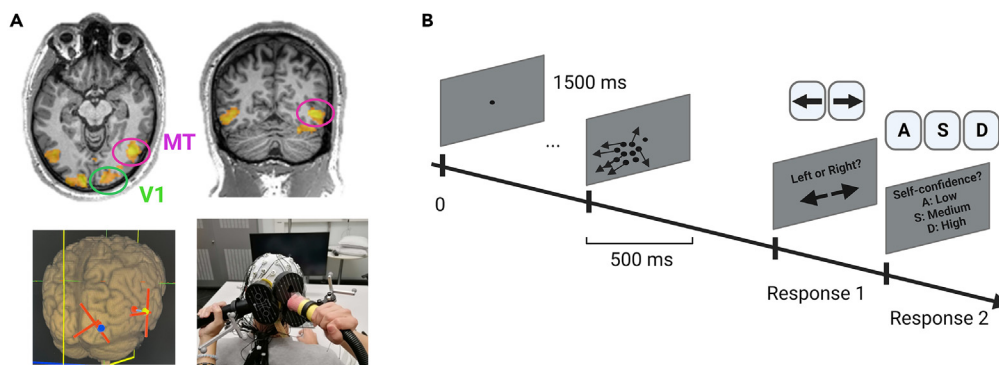 A
MT
V1
B
1500 ms
...
0
500 ms
Left or Right?
A S D
Self-confidence?
A: Low
S: Medium
D: High
Response 1
Response 2